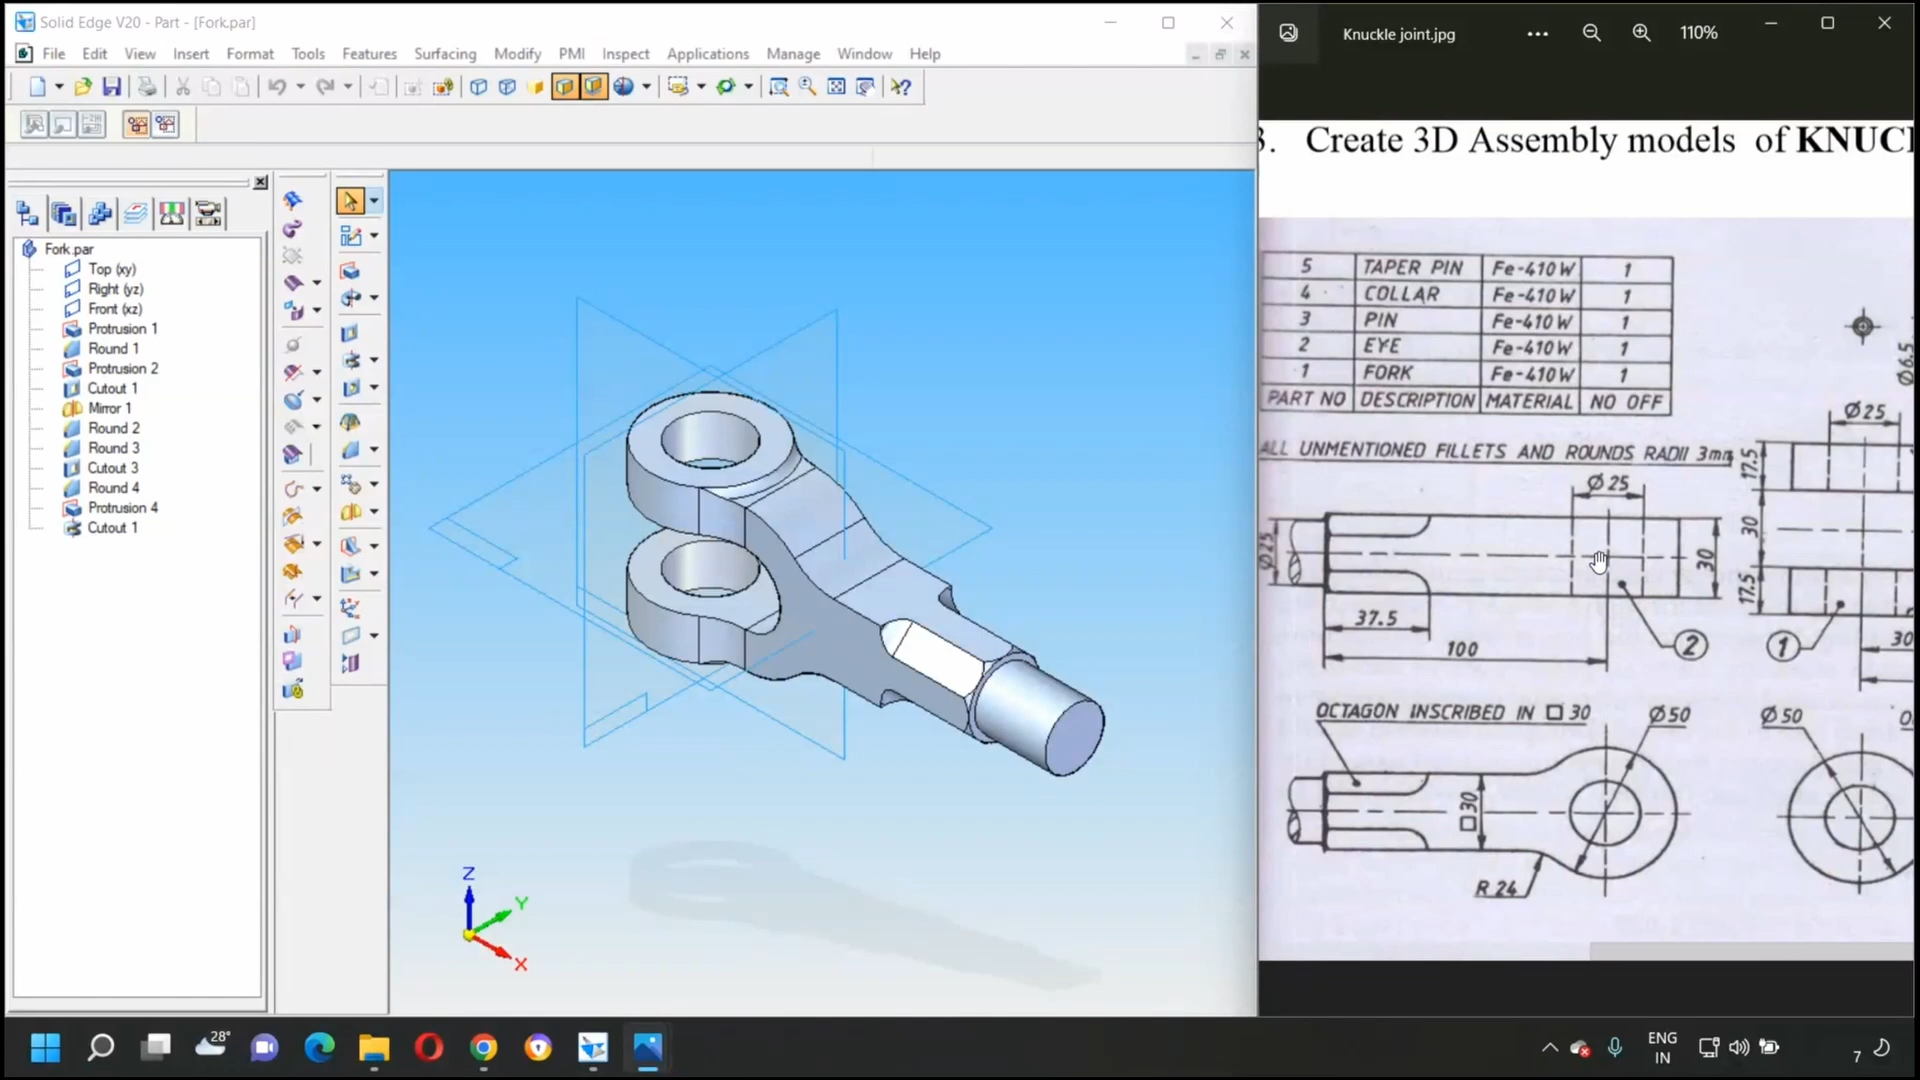 Solid Edge V20 - Part - [Fork.par]
File Edit View Insert Format Tools Features Surfacing Modify PMI Inspect Applications Manage Window Help
Fork.par
Top (xy)
Right (yz)
Front (xz)
Protrusion 1
Round 1
Protrusion 2
Cutout 1
Mirror 1
Round 2
Round 3
Cutout 3
Round 4
Protrusion 4
Cutout 1
Z
Y
X
Knuckle joint.jpg
110%
3. Create 3D Assembly models of KNUCK
5 TAPER PIN Fe-410W 1
4 COLLAR Fe-410W 1
3 PIN Fe-410W 1
2 EYE Fe-410W 1
1 FORK Fe-410W 1
PART NO DESCRIPTION MATERIAL NO OFF
ALL UNMENTIONED FILLETS AND ROUNDS RADII 3mm
Ø6.5
Ø25
Ø25
17.5
30
17.5
Ø25
30
37.5
100
2
1
30
OCTAGON INSCRIBED IN □ 30
Ø50
Ø50
□30
R 24
28°
ENG
IN
7